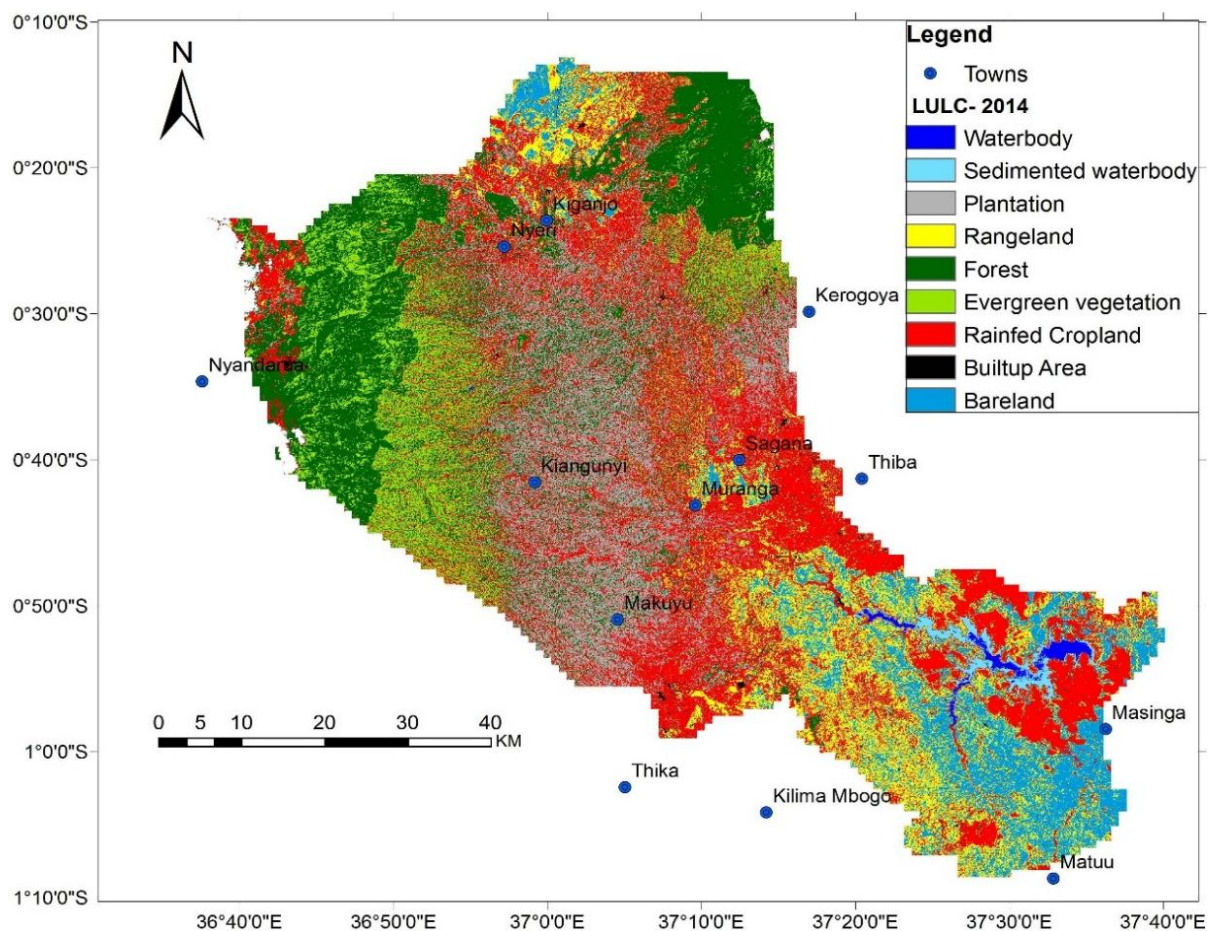 0°10'0"S
0°20'0"S
0°30'0"S
0°40'0"S
0°50'0"S
1°0'0"S
1°10'0"S
N
Legend
Towns
LULC- 2014
Waterbody
Sedimented waterbody
Plantation
Rangeland
Forest
Evergreen vegetation
Rainfed Cropland
Builtup Area
Bareland
Kiganjo
Nyeri
Kerogoya
Nyandarua
Sagana
Thiba
Kiangunyi
Muranga
Makuyu
0 5 10 20 30 40
KM
Masinga
Thika
Kilima Mbogo
Matuu
36°40'0"E 36°50'0"E 37°0'0"E 37°10'0"E 37°20'0"E 37°30'0"E 37°40'0"E